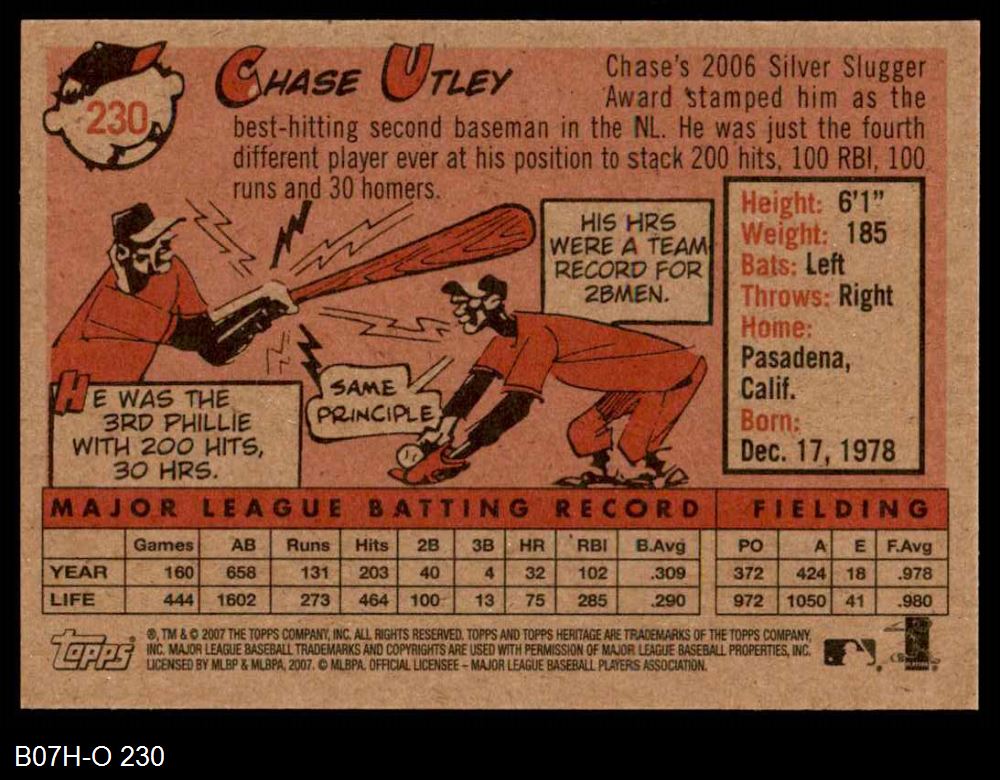 230
CHASE UTLEY
Chase's 2006 Silver Slugger
Award stamped him as the
best-hitting second baseman in the NL. He was just the fourth
different player ever at his position to stack 200 hits, 100 RBI, 100
runs and 30 homers.
HIS HRS
WERE A TEAM
RECORD FOR
2BMEN.
Height: 6'1"
Weight: 185
Bats: Left
Throws: Right
Home:
Pasadena,
Calif.
Born:
Dec. 17, 1978
SAME
PRINCIPLE
HE WAS THE
3RD PHILLIE
WITH 200 HITS,
30 HRS.
MAJOR LEAGUE BATTING RECORD FIELDING
Games AB Runs Hits 2B 3B HR RBI B.Avg PO A E F.Avg
YEAR 160 658 131 203 40 4 32 102 .309 372 424 18 .978
LIFE 444 1602 273 464 100 13 75 285 .290 972 1050 41 .980
Topps
®, TM & © 2007 THE TOPPS COMPANY, INC. ALL RIGHTS RESERVED. TOPPS AND TOPPS HERITAGE ARE TRADEMARKS OF THE TOPPS COMPANY,
INC. MAJOR LEAGUE BASEBALL TRADEMARKS AND COPYRIGHTS ARE USED WITH PERMISSION OF MAJOR LEAGUE BASEBALL PROPERTIES, INC.
LICENSED BY MLBP & MLBPA, 2007. © MLBPA. OFFICIAL LICENSEE – MAJOR LEAGUE BASEBALL PLAYERS ASSOCIATION.
B07H-O 230